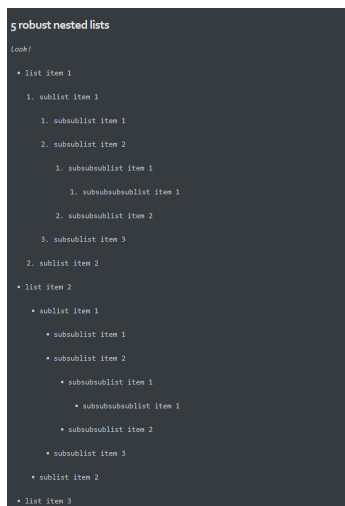 5 robust nested lists
Look!
▪ list item 1
1. sublist item 1
1. subsublist item 1
2. subsublist item 2
1. subsubsublist item 1
1. subsubsubsublist item 1
2. subsubsublist item 2
3. subsublist item 3
2. sublist item 2
▪ list item 2
▪ sublist item 1
▪ subsublist item 1
▪ subsublist item 2
▪ subsubsublist item 1
▪ subsubsubsublist item 1
▪ subsubsublist item 2
▪ subsublist item 3
▪ sublist item 2
▪ list item 3